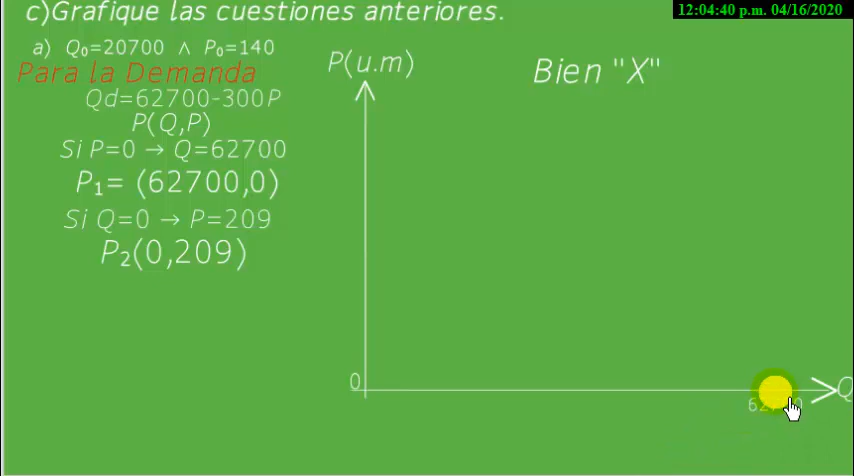 12:04:40 p.m. 04/16/2020
c)Grafique las cuestiones anteriores.
a) Q₀=20700 ∧ P₀=140
Para la Demanda
Qd=62700-300P
P(Q,P)
Si P=0 → Q=62700
P₁= (62700,0)
Si Q=0 → P=209
P₂(0,209)
P(u.m)
Bien "X"
0
Q